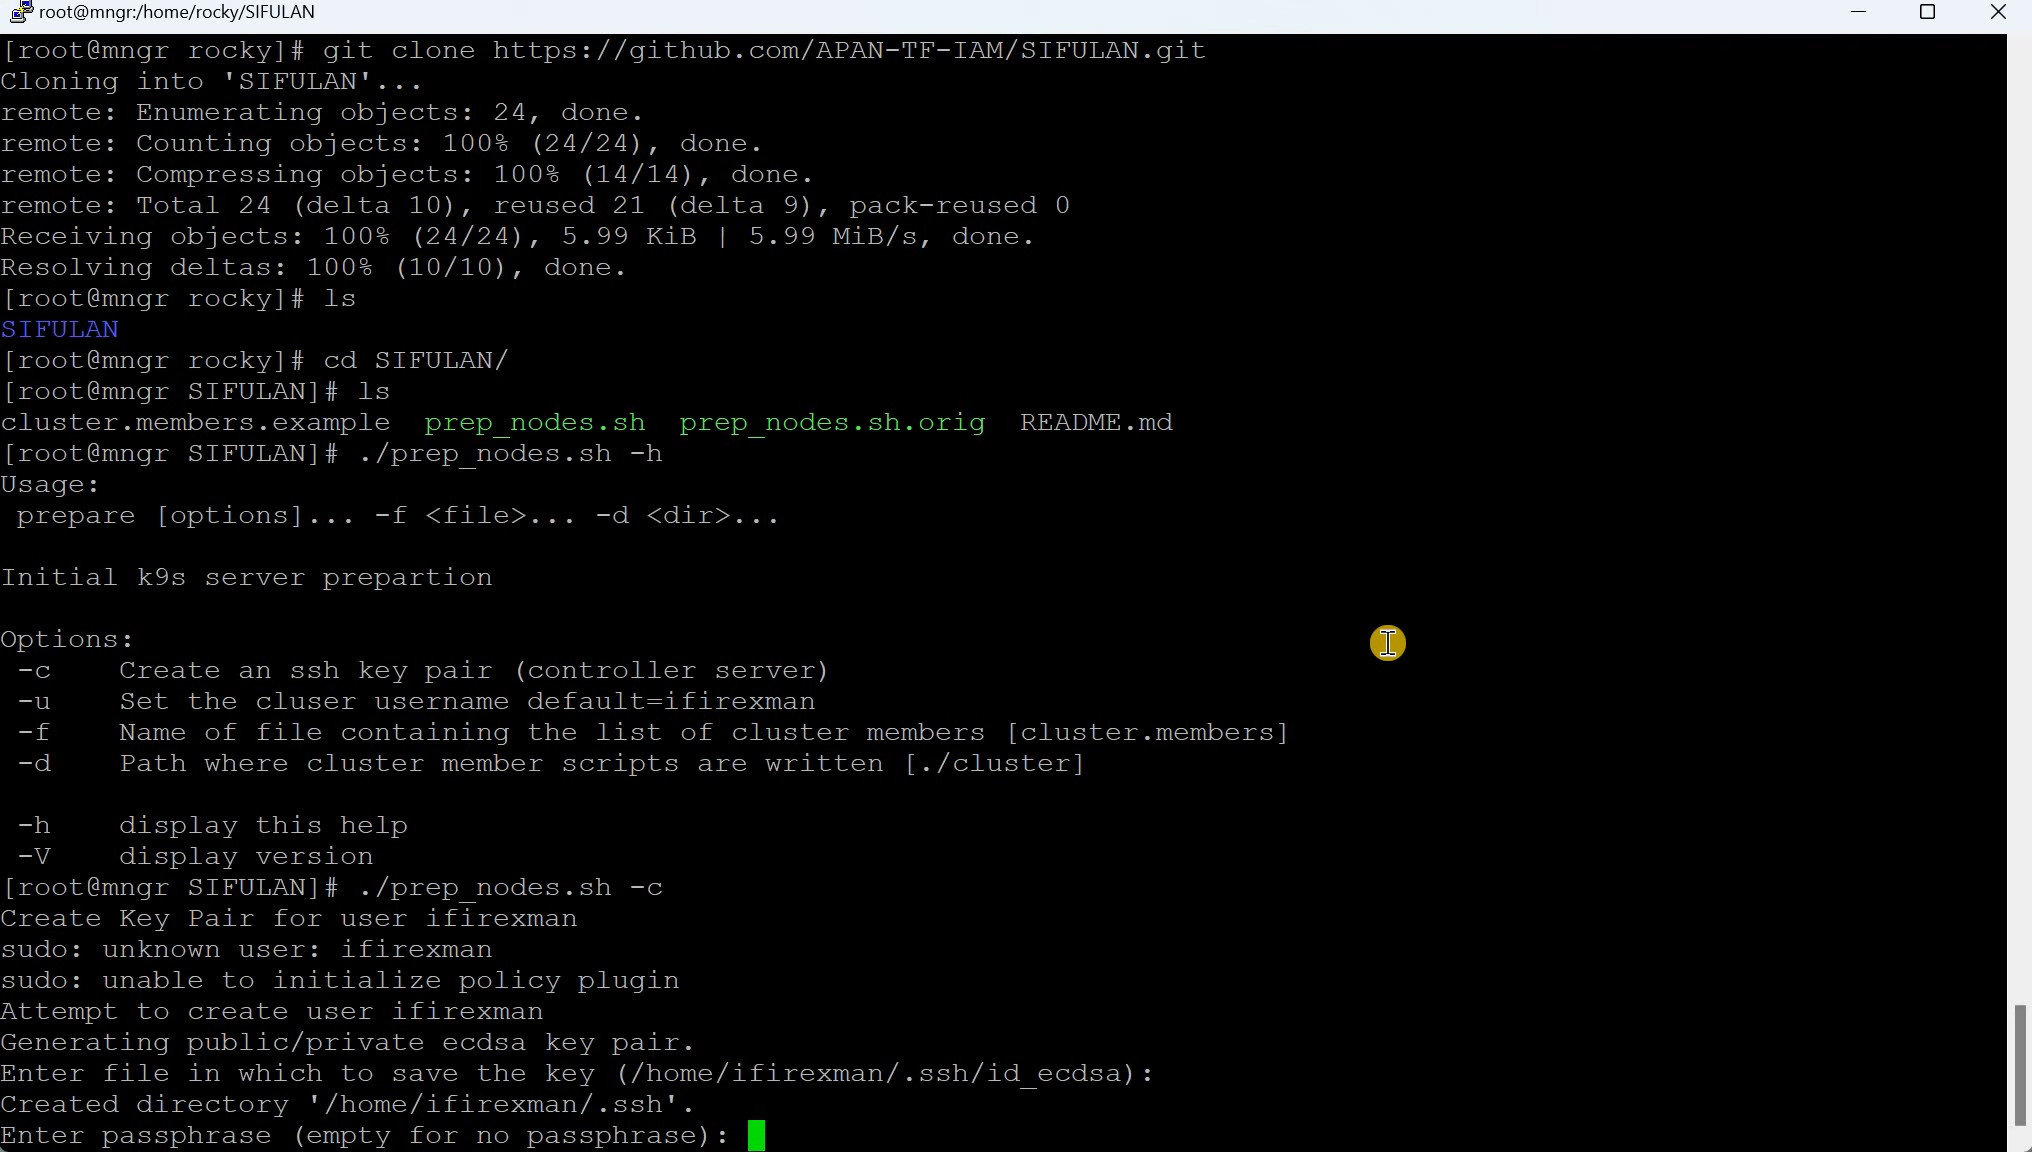 root@mngr:/home/rocky/SIFULAN
[root@mngr rocky]# git clone https://github.com/APAN-TF-IAM/SIFULAN.git
Cloning into 'SIFULAN'...
remote: Enumerating objects: 24, done.
remote: Counting objects: 100% (24/24), done.
remote: Compressing objects: 100% (14/14), done.
remote: Total 24 (delta 10), reused 21 (delta 9), pack-reused 0
Receiving objects: 100% (24/24), 5.99 KiB | 5.99 MiB/s, done.
Resolving deltas: 100% (10/10), done.
[root@mngr rocky]# ls
SIFULAN
[root@mngr rocky]# cd SIFULAN/
[root@mngr SIFULAN]# ls
cluster.members.example  prep_nodes.sh  prep_nodes.sh.orig  README.md
[root@mngr SIFULAN]# ./prep_nodes.sh -h
Usage:
 prepare [options]... -f <file>... -d <dir>...
Initial k9s server prepartion
Options:
 -c    Create an ssh key pair (controller server)
 -u    Set the cluser username default=ifirexman
 -f    Name of file containing the list of cluster members [cluster.members]
 -d    Path where cluster member scripts are written [./cluster]
 -h    display this help
 -V    display version
[root@mngr SIFULAN]# ./prep_nodes.sh -c
Create Key Pair for user ifirexman
sudo: unknown user: ifirexman
sudo: unable to initialize policy plugin
Attempt to create user ifirexman
Generating public/private ecdsa key pair.
Enter file in which to save the key (/home/ifirexman/.ssh/id_ecdsa):
Created directory '/home/ifirexman/.ssh'.
Enter passphrase (empty for no passphrase):